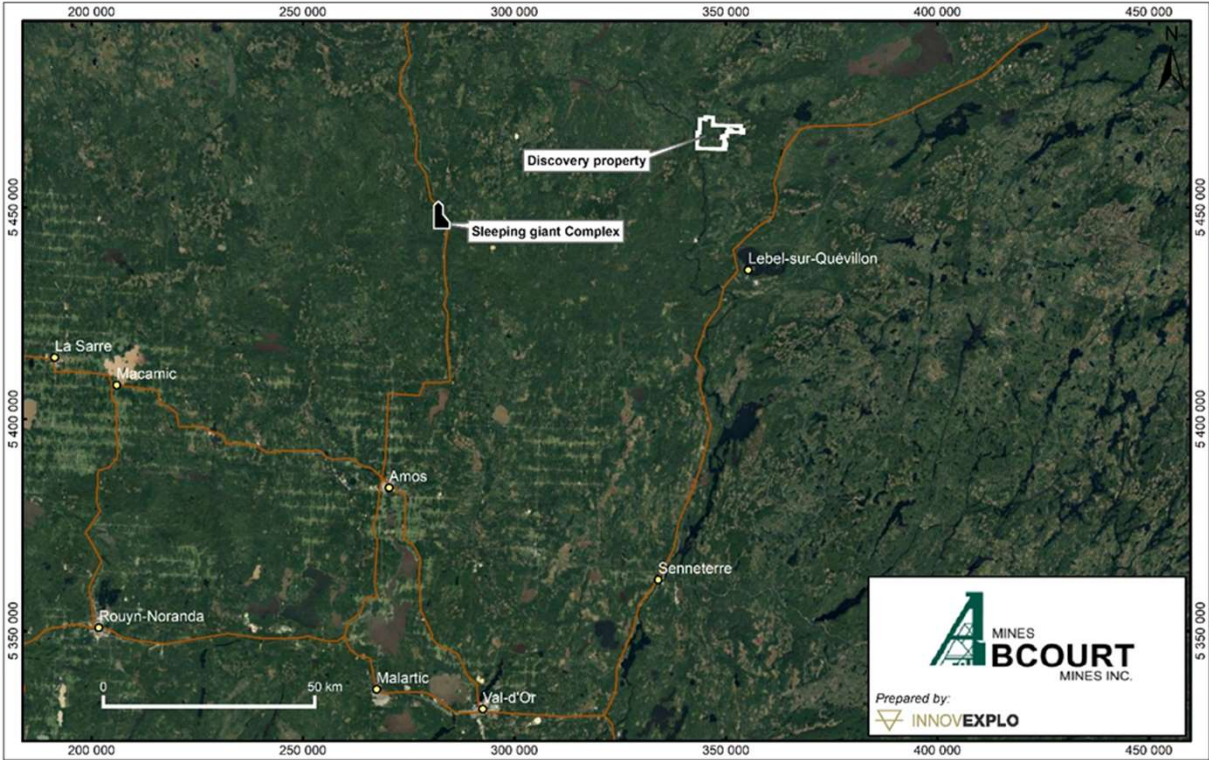 200 000 250 000 300 000 350 000 400 000 450 000
N
Discovery property
5 450 000 5 450 000
Sleeping giant Complex
Lebel-sur-Quévillon
La Sarre
Macamic
5 400 000 5 400 000
Amos
Senneterre
Rouyn-Noranda
5 350 000 5 350 000
Malartic
Val-d'Or
0 50 km
MINES
ABCOURT
MINES INC.
Prepared by:
INNOVEXPLO
200 000 250 000 300 000 350 000 400 000 450 000